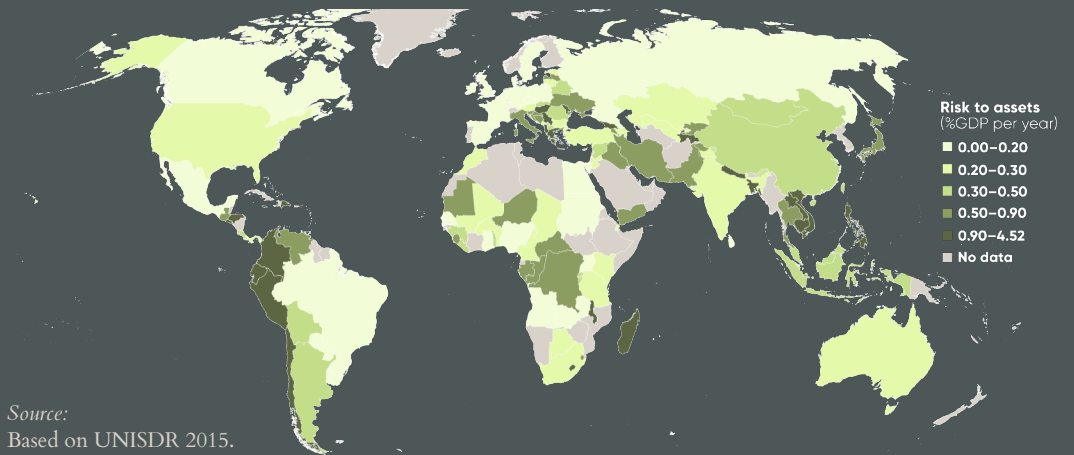 Risk to assets
(%GDP per year)
0.00–0.20
0.20–0.30
0.30–0.50
0.50–0.90
0.90–4.52
No data
Source:
Based on UNISDR 2015.